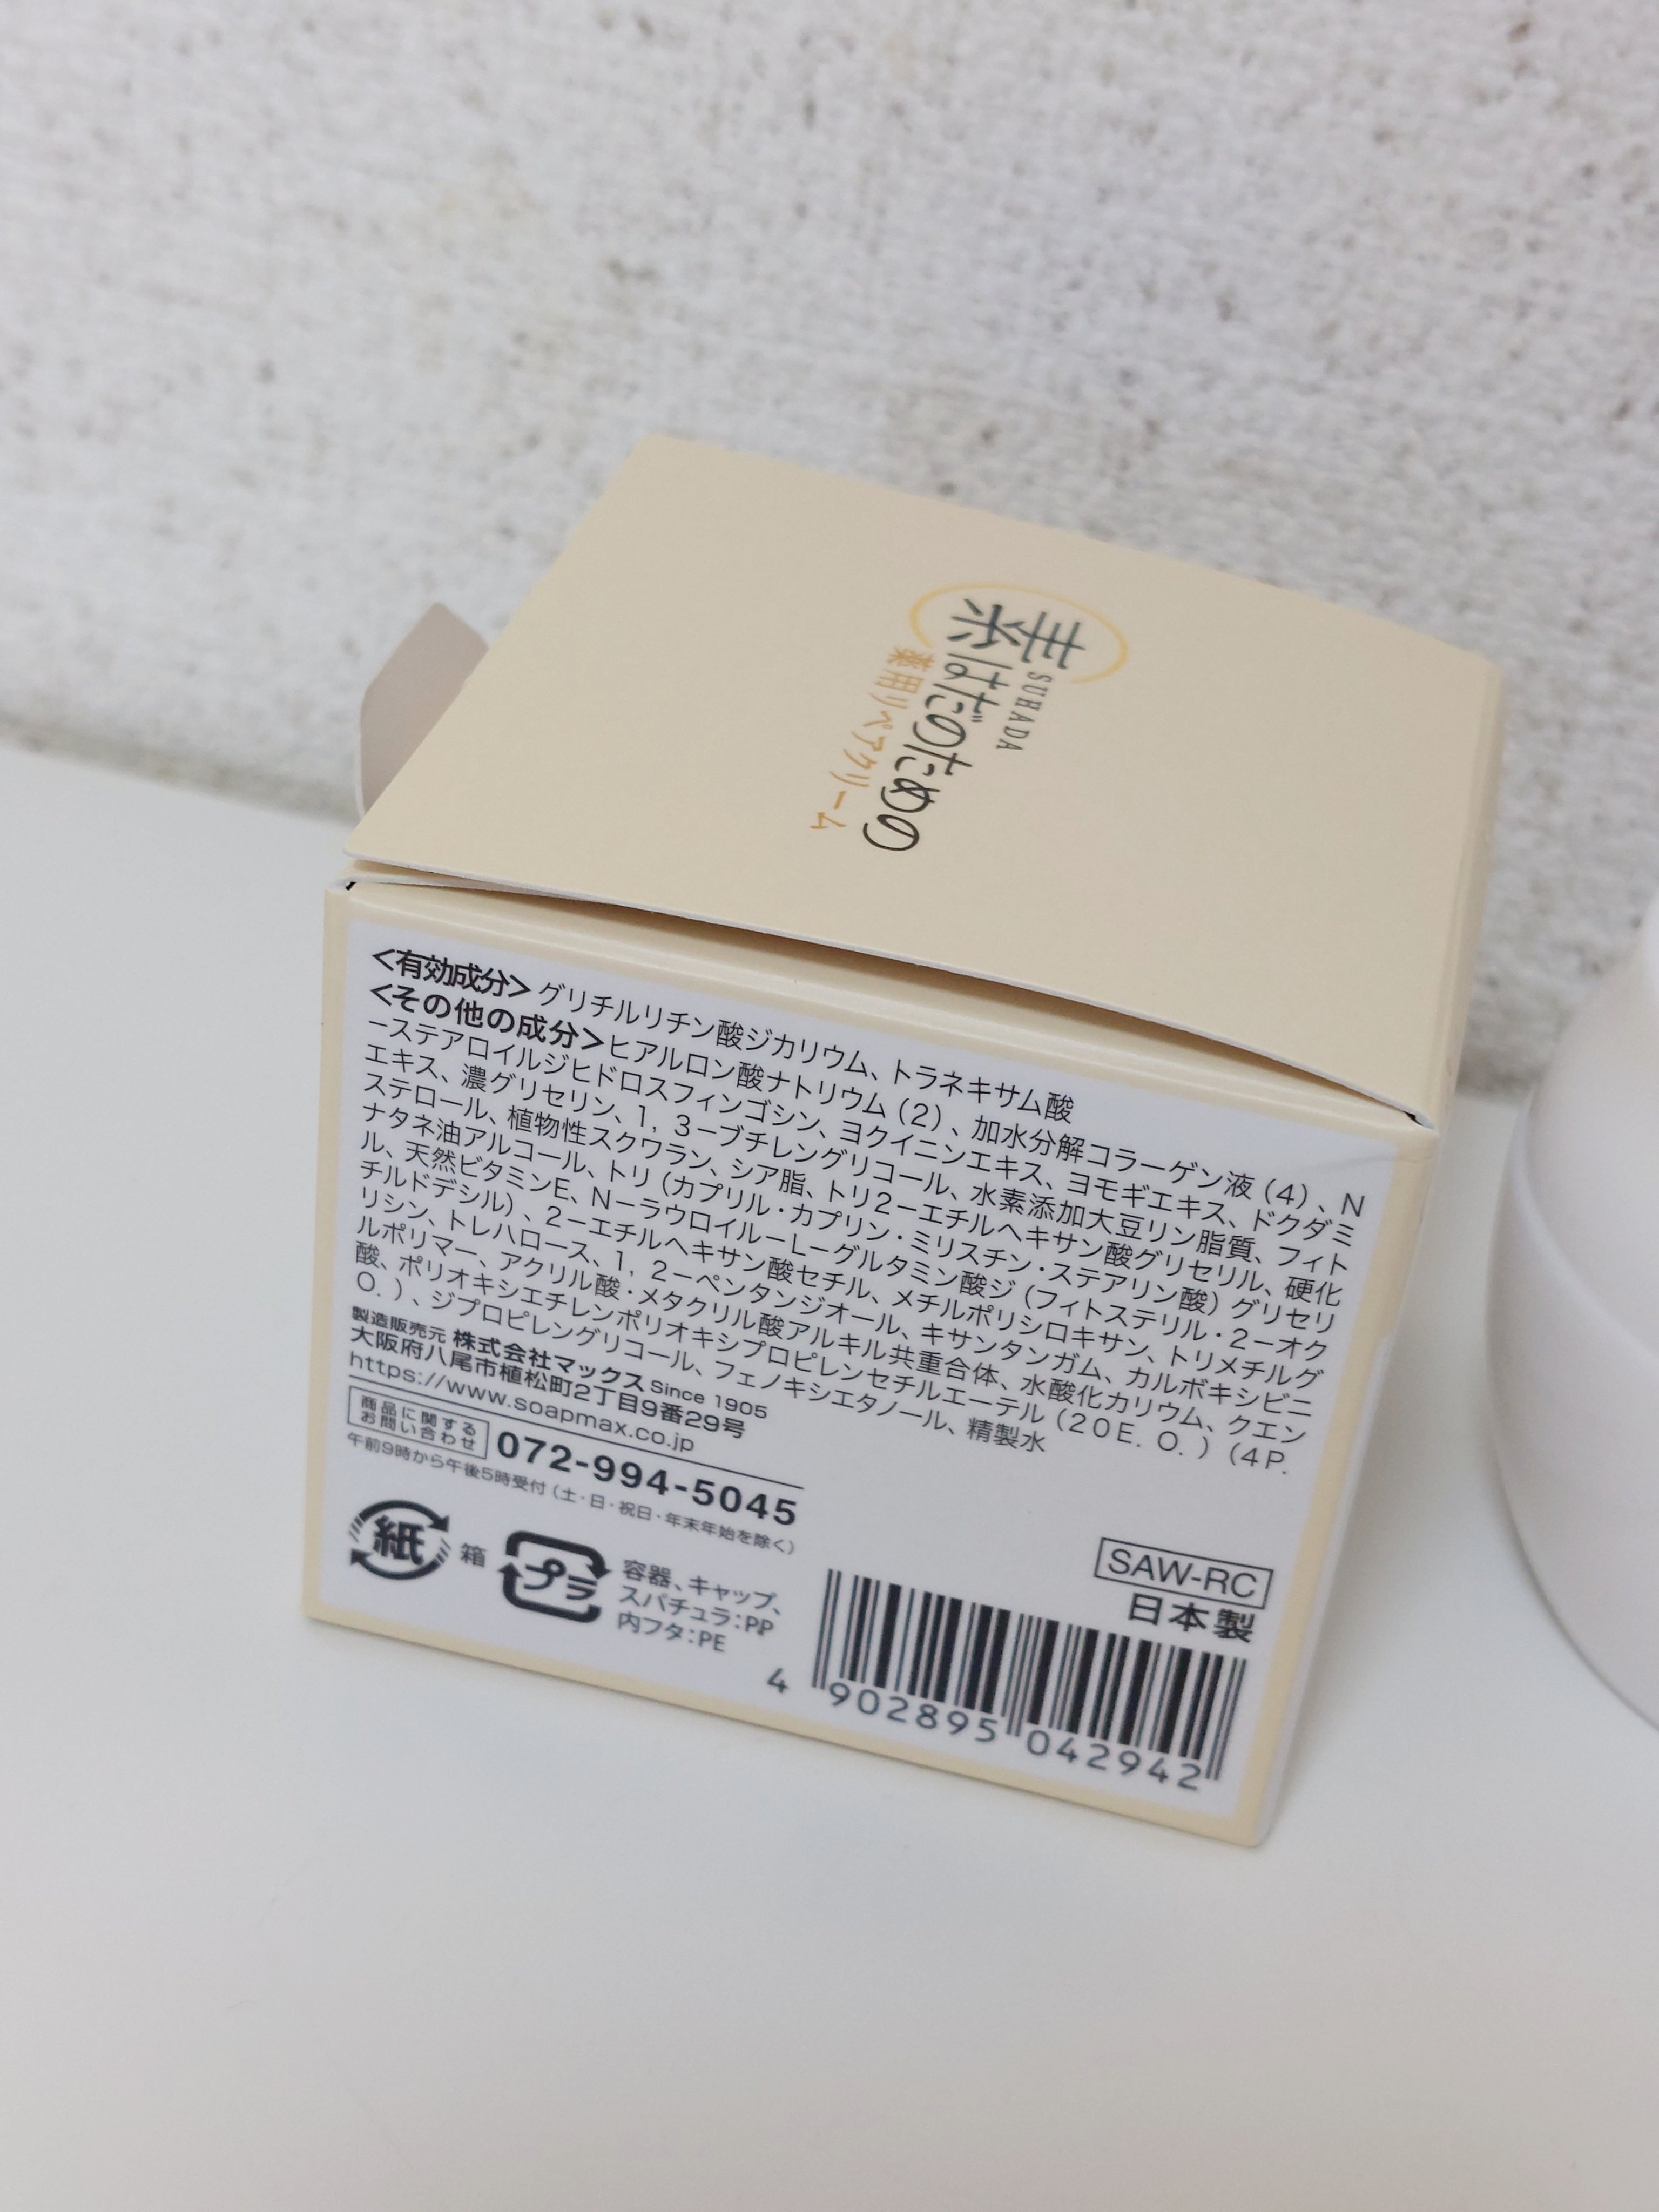 素はだのための
SUHADA
薬用リペアクリーム
<有効成分>グリチルリチン酸ジカリウム、トラネキサム酸
<その他の成分>ヒアルロン酸ナトリウム(2)、加水分解コラーゲン液(4)、N
ーステアロイルジヒドロスフィンゴシン、ヨクイニンエキス、ヨモギエキス、ドクダミ
エキス、濃グリセリン、1,3ーブチレングリコール、水素添加大豆リン脂質、フィト
ステロール、植物性スクワラン、シア脂、トリ2ーエチルヘキサン酸グリセリル、硬化
ナタネ油アルコール、トリ(カプリル・カプリン・ミリスチン・ステアリン酸)グリセリ
ル、天然ビタミンE、NーラウロイルーLーグルタミン酸ジ(フィトステリル・2ーオク
チルドデシル)、2ーエチルヘキサン酸セチル、メチルポリシロキサン、トリメチルグ
リシン、トレハロース、1,2ーペンタンジオール、キサンタンガム、カルボキシビニ
ルポリマー、アクリル酸・メタクリル酸アルキル共重合体、水酸化カリウム、クエン
酸、ポリオキシエチレンポリオキシプロピレンセチルエーテル(20E.O.)(4P.
O.)、ジプロピレングリコール、フェノキシエタノール、精製水
製造販売元 株式会社マックス Since 1905
大阪府八尾市植松町2丁目9番29号
https://www.soapmax.co.jp
商品に関する
お問い合わせ 072-994-5045
午前9時から午後5時受付(土・日・祝日・年末年始を除く)
紙 箱
プラ 容器、キャップ、
スパチュラ:PP
内フタ:PE
SAW-RC
日本製
4 902895 042942